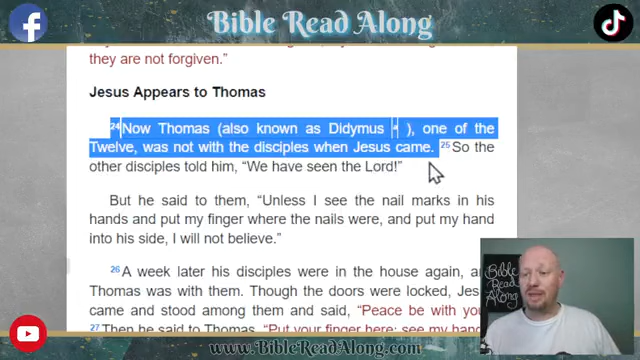 Bible Read Along
they are not forgiven."
Jesus Appears to Thomas
24 Now Thomas (also known as Didymus ), one of the
Twelve, was not with the disciples when Jesus came. 25 So the
other disciples told him, “We have seen the Lord!”
But he said to them, “Unless I see the nail marks in his
hands and put my finger where the nails were, and put my hand
into his side, I will not believe.”
26 A week later his disciples were in the house again, an
Thomas was with them. Though the doors were locked, Jes
came and stood among them and said, “Peace be with yo
27 Then he said to Thomas, “Put your finger here; see my hand
Bible
Read
Along
www.BibleReadAlong.com